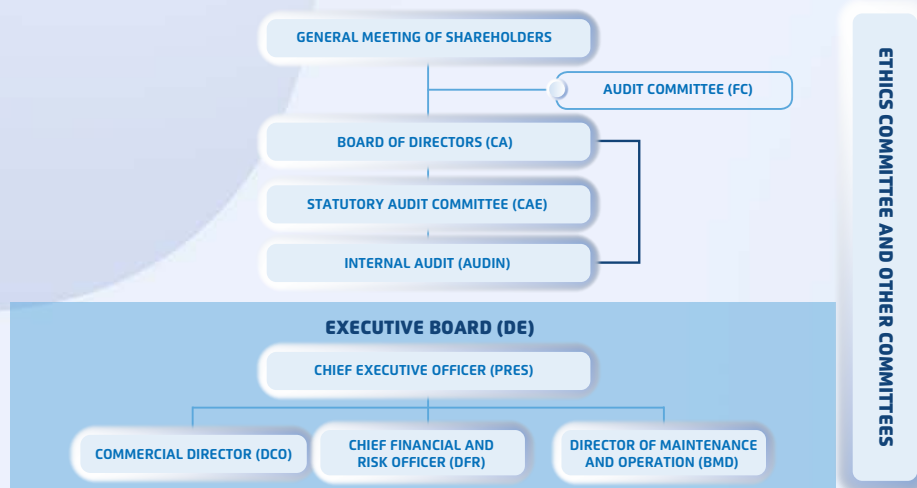 GENERAL MEETING OF SHAREHOLDERS
AUDIT COMMITTEE (FC)
BOARD OF DIRECTORS (CA)
STATUTORY AUDIT COMMITTEE (CAE)
INTERNAL AUDIT (AUDIN)
EXECUTIVE BOARD (DE)
CHIEF EXECUTIVE OFFICER (PRES)
COMMERCIAL DIRECTOR (DCO)
CHIEF FINANCIAL AND
RISK OFFICER (DFR)
DIRECTOR OF MAINTENANCE
AND OPERATION (BMD)
ETHICS COMMITTEE AND OTHER COMMITTEES